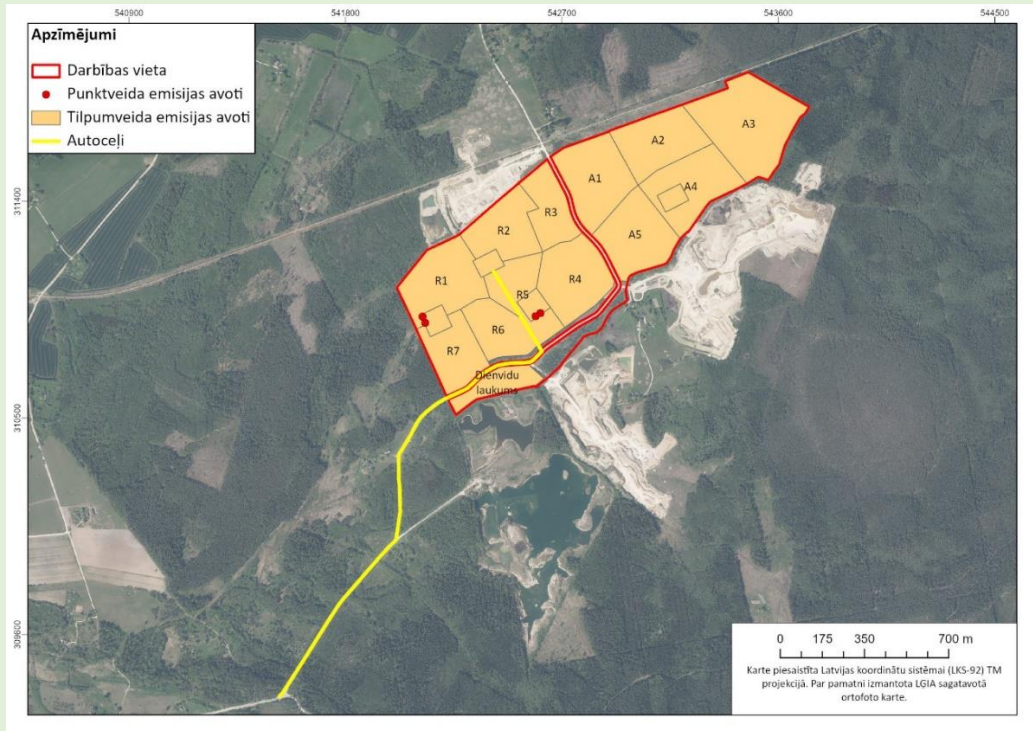 540900 541800 542700 543600 544500
Apzīmējumi
Darbības vieta
Punktveida emisijas avoti
Tilpumveida emisijas avoti
Autoceļi
311400
310500
309600
A3
A2
A1
A4
A5
R3
R2
R4
R1
R5
R6
R7
Dienvidu
laukums
0 175 350 700 m
Karte piesaistīta Latvijas koordinātu sistēmai (LKS-92) TM
projekcijā. Par pamatni izmantota LĢIA sagatavotā
ortofoto karte.